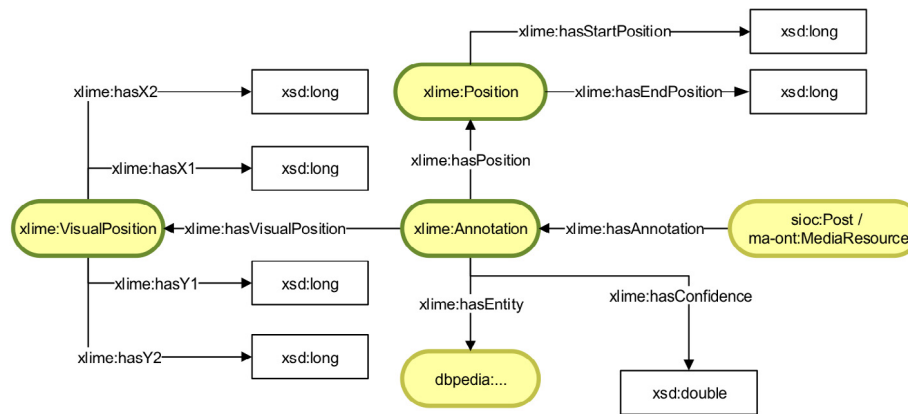 xlime:hasStartPosition
xsd:long
xlime:hasX2
xsd:long
xlime:Position
xlime:hasEndPosition
xsd:long
xlime:hasX1
xsd:long
xlime:hasPosition
xlime:VisualPosition
xlime:hasVisualPosition
xlime:Annotation
xlime:hasAnnotation
sioc:Post /
ma-ont:MediaResource
xlime:hasY1
xsd:long
xlime:hasEntity
xlime:hasConfidence
xlime:hasY2
xsd:long
dbpedia:...
xsd:double